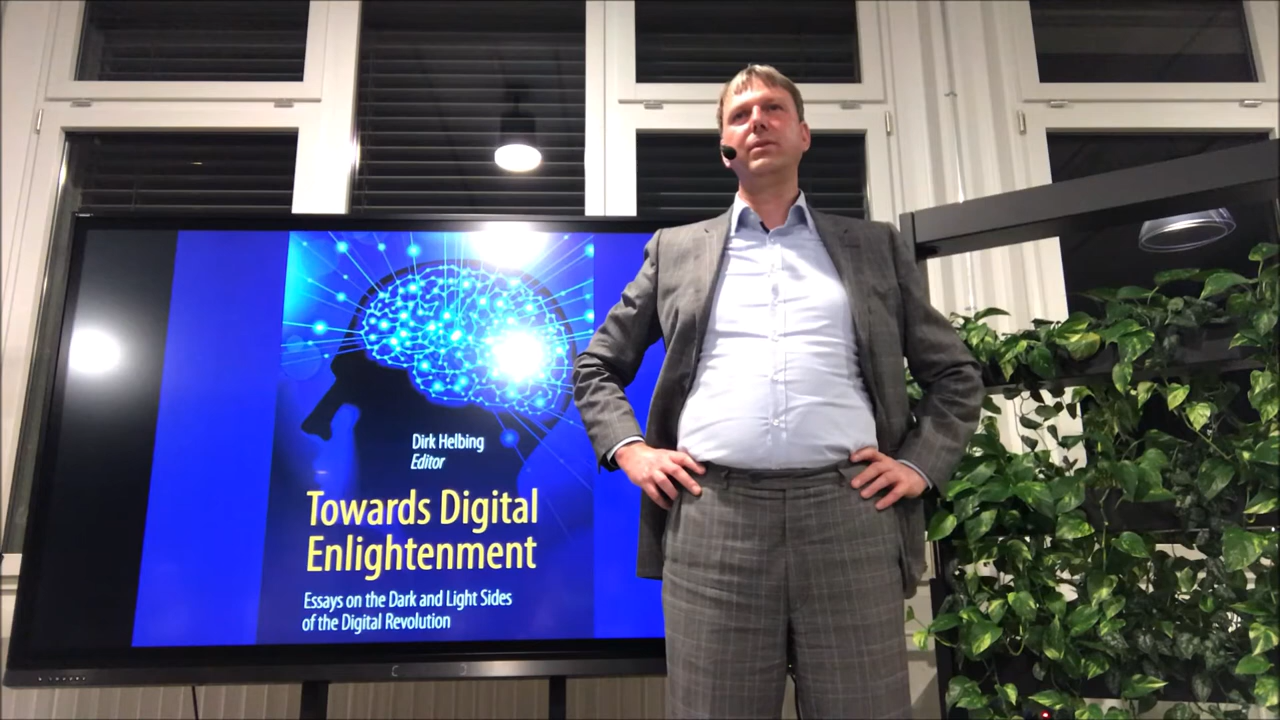 Dirk Helbing
Editor
Towards Digital
Enlightenment
Essays on the Dark and Light Sides
of the Digital Revolution